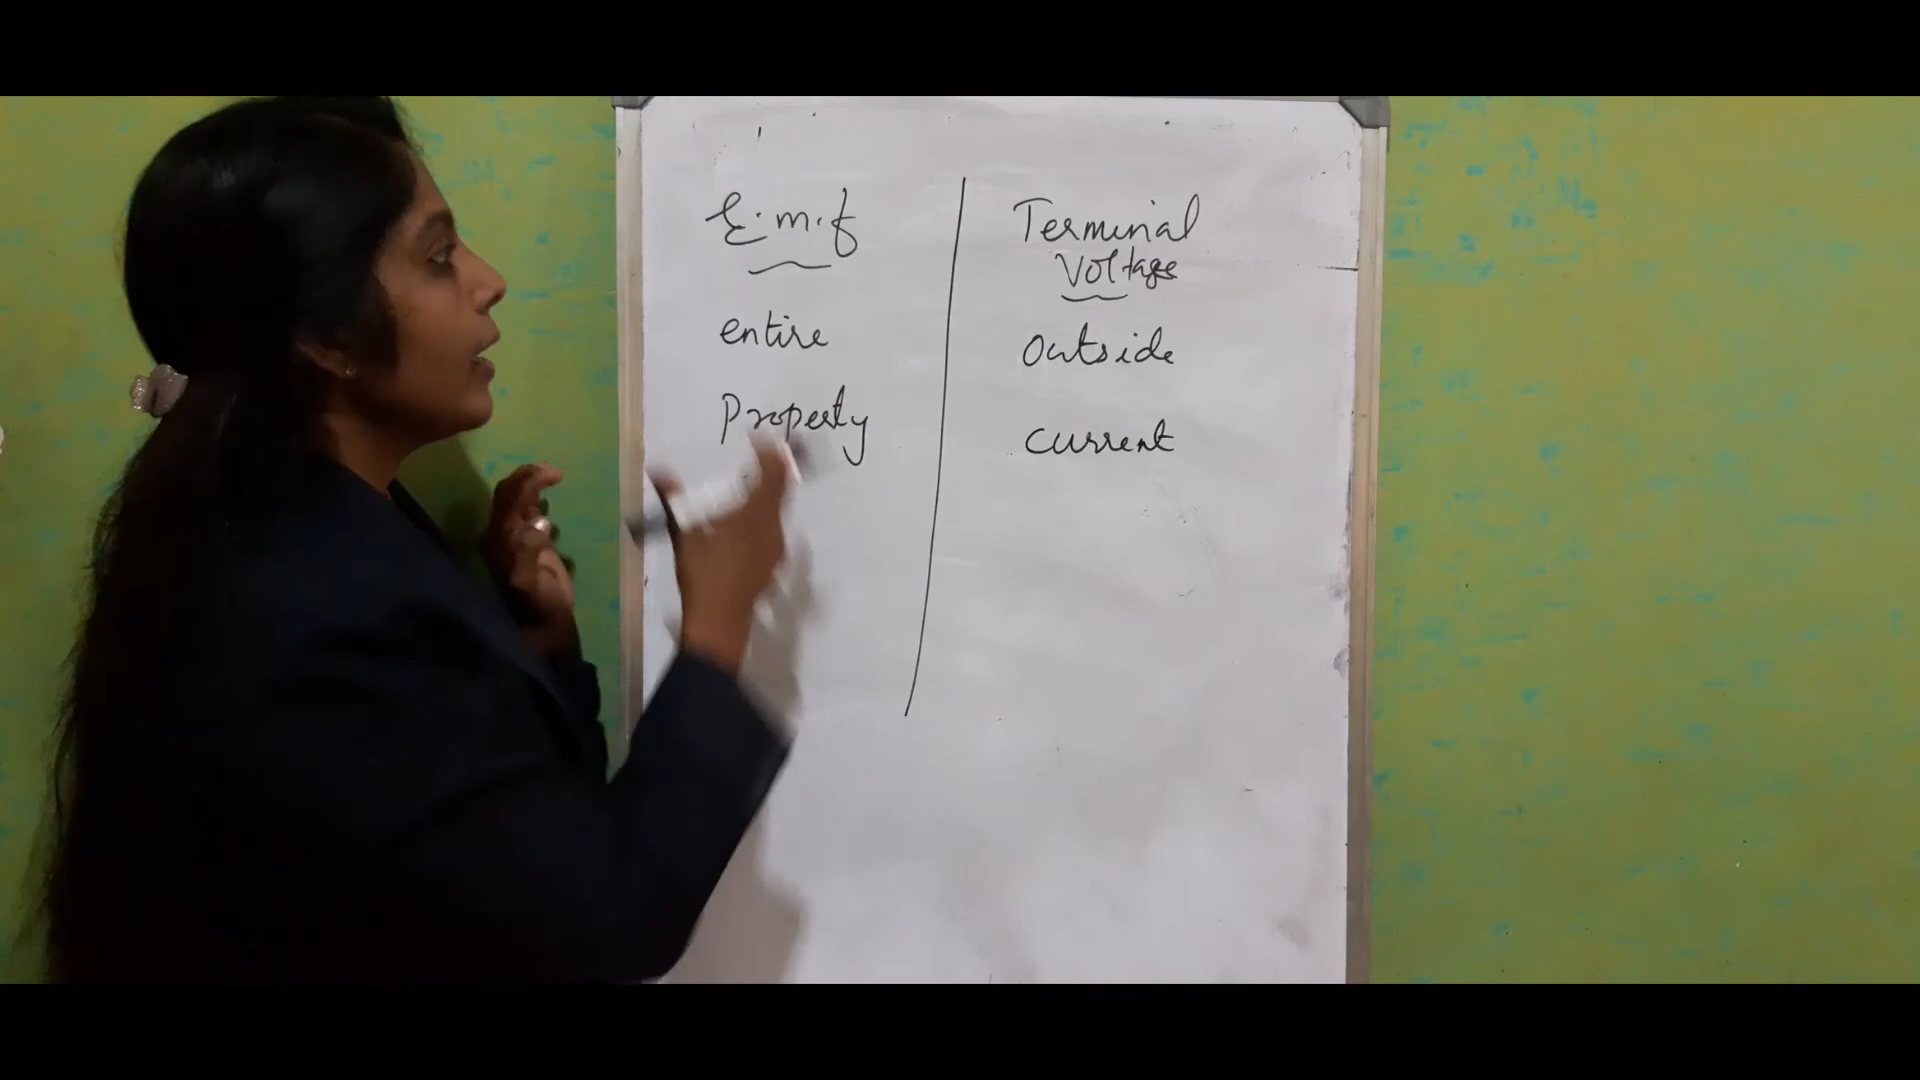 E.m.f
entire
Property
Terminal
Voltage
Outside
current